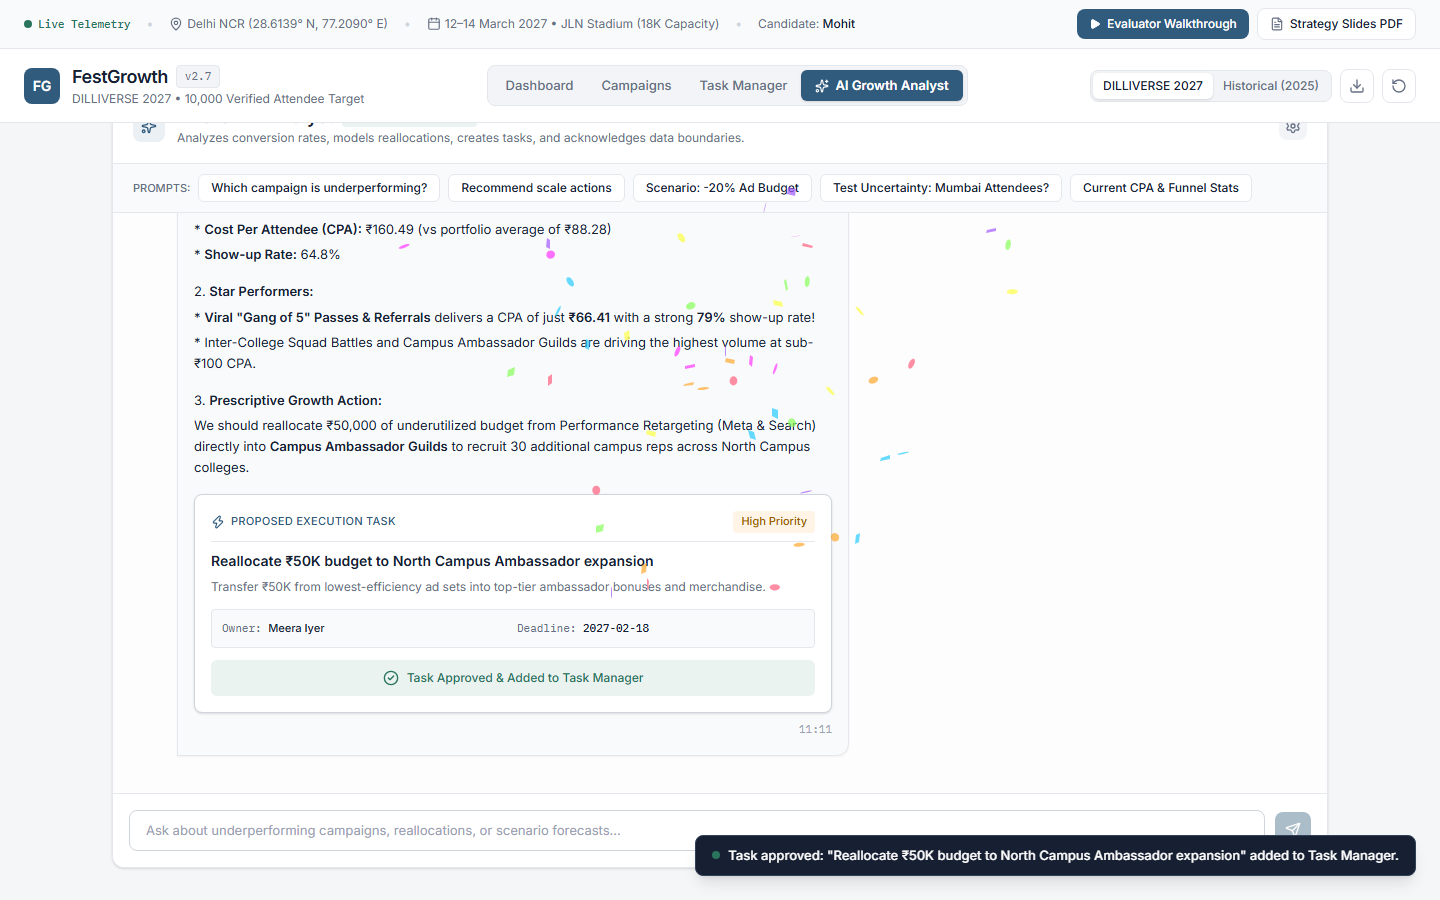 Live Telemetry
Delhi NCR (28.6139° N, 77.2090° E)
12–14 March 2027 • JLN Stadium (18K Capacity)
Candidate: Mohit
Evaluator Walkthrough
Strategy Slides PDF
FG
FestGrowth
v2.7
DILLIVERSE 2027 • 10,000 Verified Attendee Target
Dashboard
Campaigns
Task Manager
AI Growth Analyst
DILLIVERSE 2027
Historical (2025)
Analyzes conversion rates, models reallocations, creates tasks, and acknowledges data boundaries.
PROMPTS:
Which campaign is underperforming?
Recommend scale actions
Scenario: -20% Ad Budget
Test Uncertainty: Mumbai Attendees?
Current CPA & Funnel Stats
* Cost Per Attendee (CPA): ₹160.49 (vs portfolio average of ₹88.28)
* Show-up Rate: 64.8%
2. Star Performers:
* Viral "Gang of 5" Passes & Referrals delivers a CPA of just ₹66.41 with a strong 79% show-up rate!
* Inter-College Squad Battles and Campus Ambassador Guilds are driving the highest volume at sub-
₹100 CPA.
3. Prescriptive Growth Action:
We should reallocate ₹50,000 of underutilized budget from Performance Retargeting (Meta & Search)
directly into Campus Ambassador Guilds to recruit 30 additional campus reps across North Campus
colleges.
PROPOSED EXECUTION TASK
High Priority
Reallocate ₹50K budget to North Campus Ambassador expansion
Transfer ₹50K from lowest-efficiency ad sets into top-tier ambassador bonuses and merchandise.
Owner: Meera Iyer
Deadline: 2027-02-18
Task Approved & Added to Task Manager
11:11
Ask about underperforming campaigns, reallocations, or scenario forecasts...
Task approved: "Reallocate ₹50K budget to North Campus Ambassador expansion" added to Task Manager.